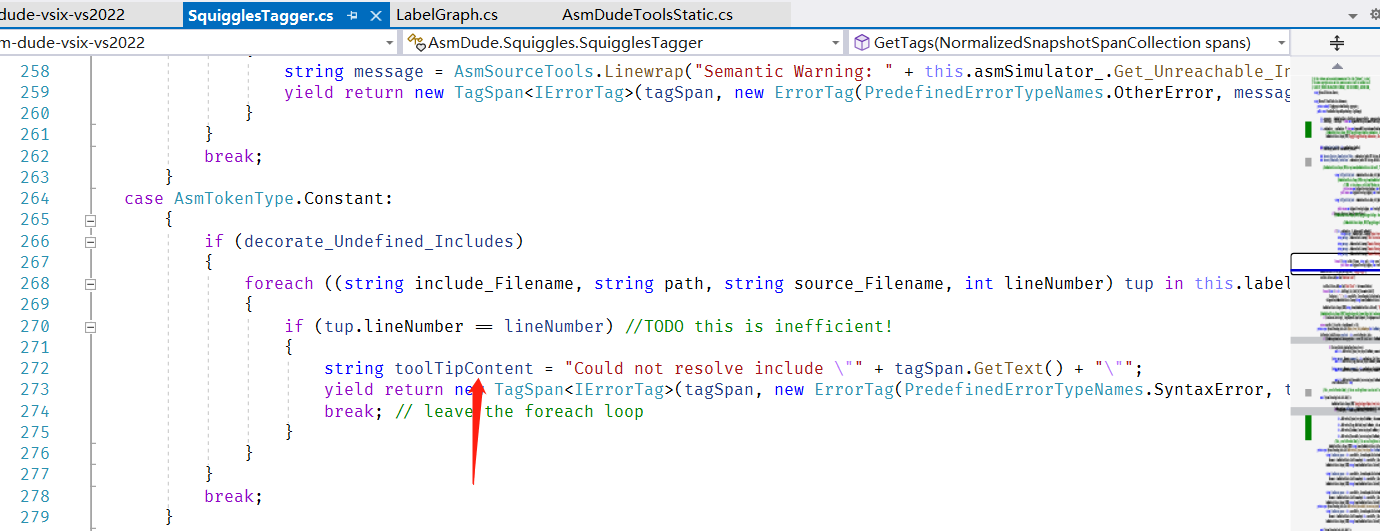 -dude-vsix-vs2022
SquigglesTagger.cs
LabelGraph.cs
AsmDudeToolsStatic.cs
m-dude-vsix-vs2022
AsmDude.Squiggles.SquigglesTagger
GetTags(NormalizedSnapshotSpanCollection spans)
258 string message = AsmSourceTools.Linewrap("Semantic Warning: " + this.asmSimulator_.Get_Unreachable_In
259 yield return new TagSpan<IErrorTag>(tagSpan, new ErrorTag(PredefinedErrorTypeNames.OtherError, message
260 }
261 }
262 break;
263 }
264 case AsmTokenType.Constant:
265 {
266 if (decorate_Undefined_Includes)
267 {
268 foreach ((string include_Filename, string path, string source_Filename, int lineNumber) tup in this.label
269 {
270 if (tup.lineNumber == lineNumber) //TODO this is inefficient!
271 {
272 string toolTipContent = "Could not resolve include \"" + tagSpan.GetText() + "\"";
273 yield return new TagSpan<IErrorTag>(tagSpan, new ErrorTag(PredefinedErrorTypeNames.SyntaxError, t
274 break; // leave the foreach loop
275 }
276 }
277 }
278 break;
279 }